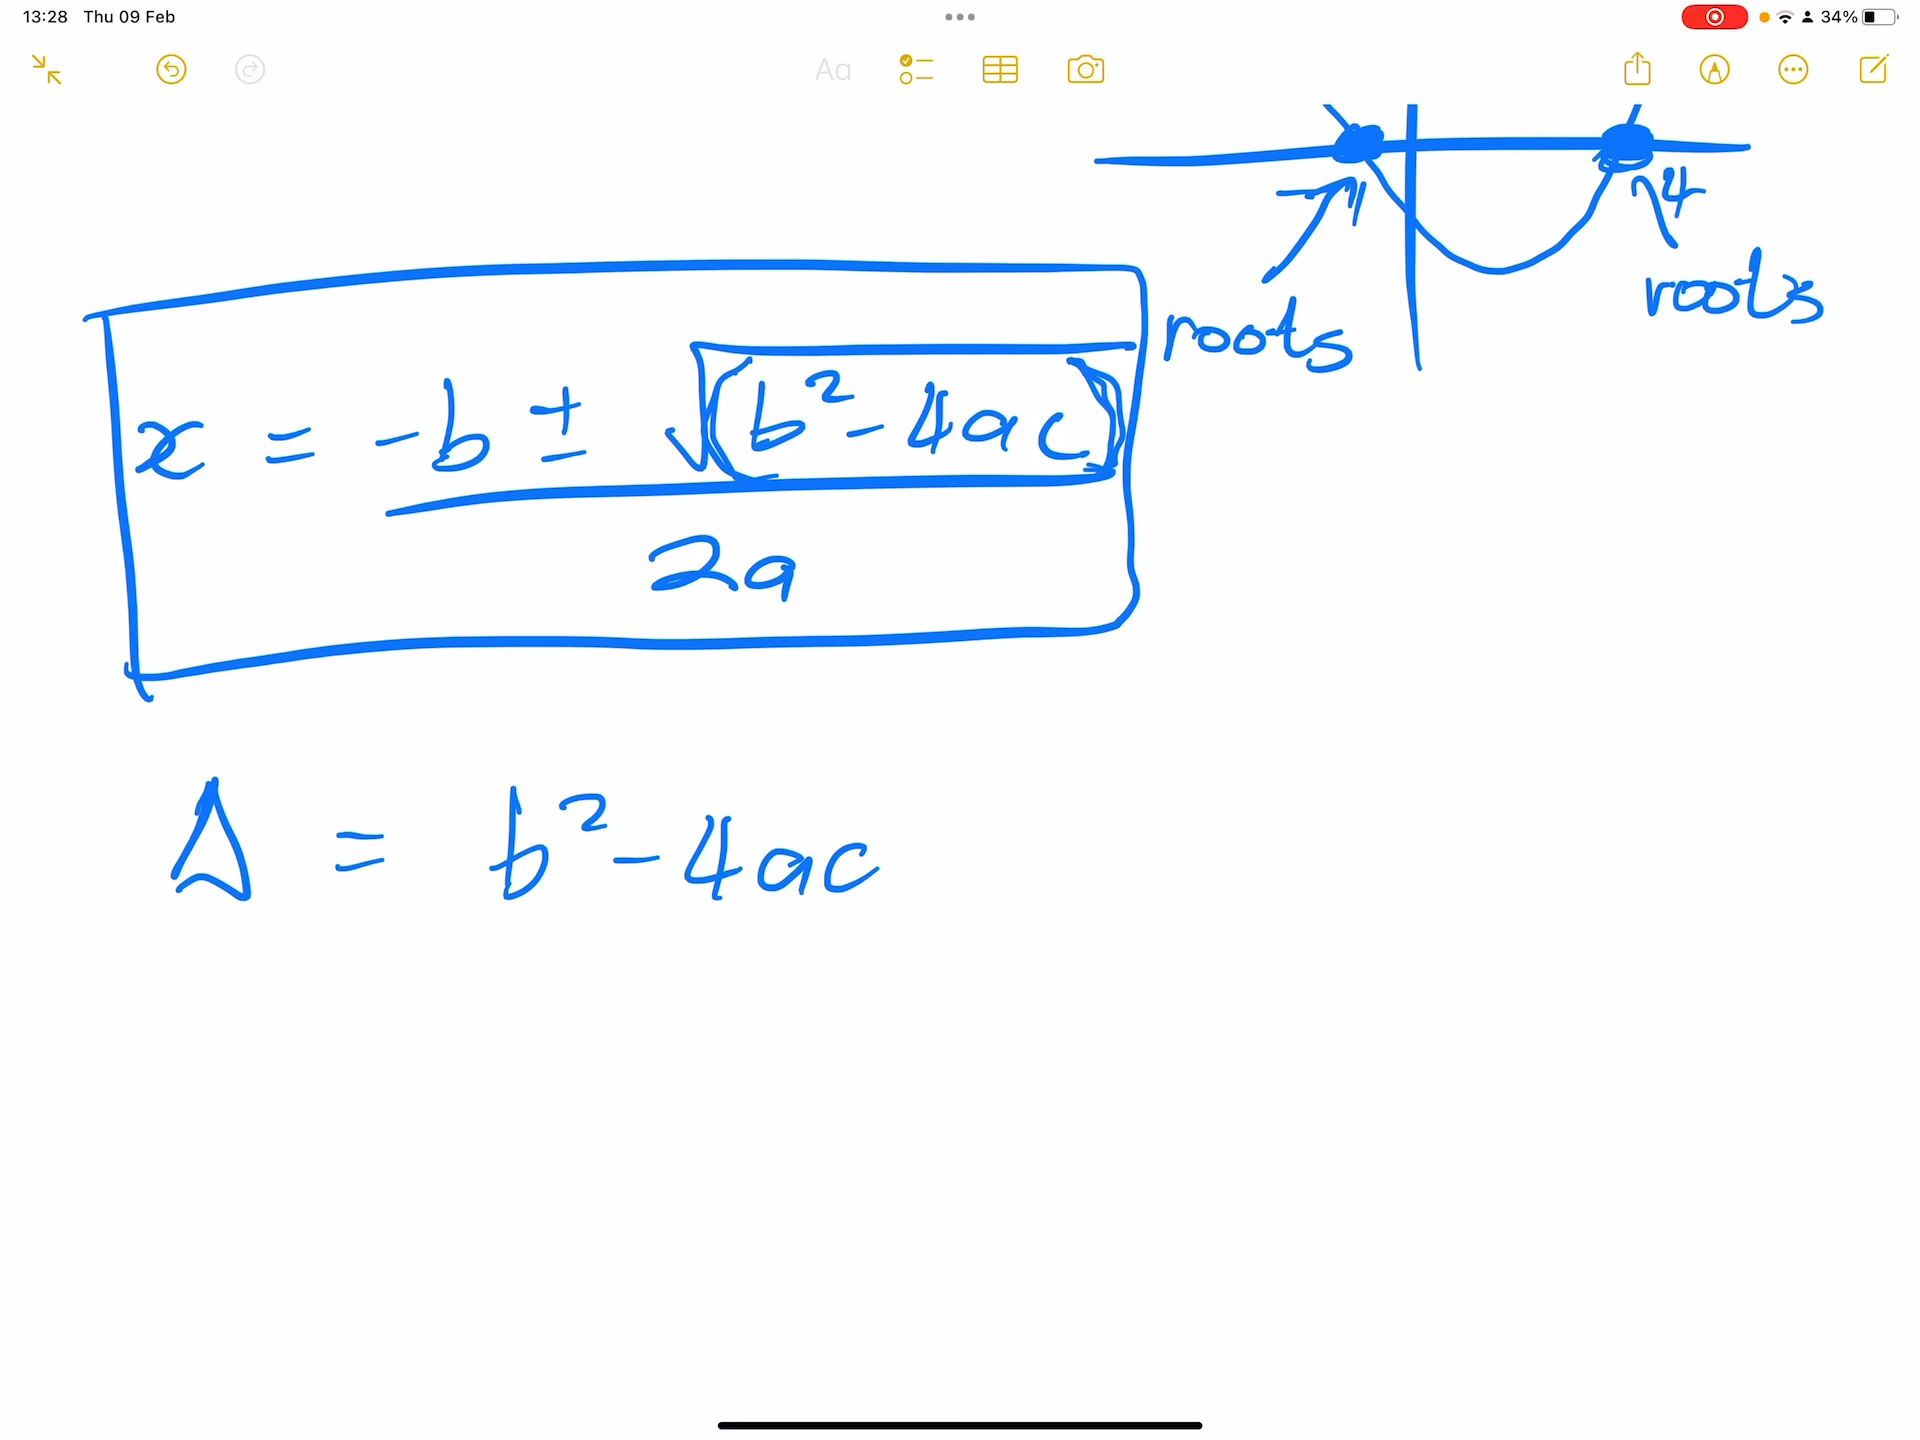 13:28 Thu 09 Feb
34%
Aa
-1
4
roots
roots
x = -b ± √(b² - 4ac)
2a
Δ = b² - 4ac